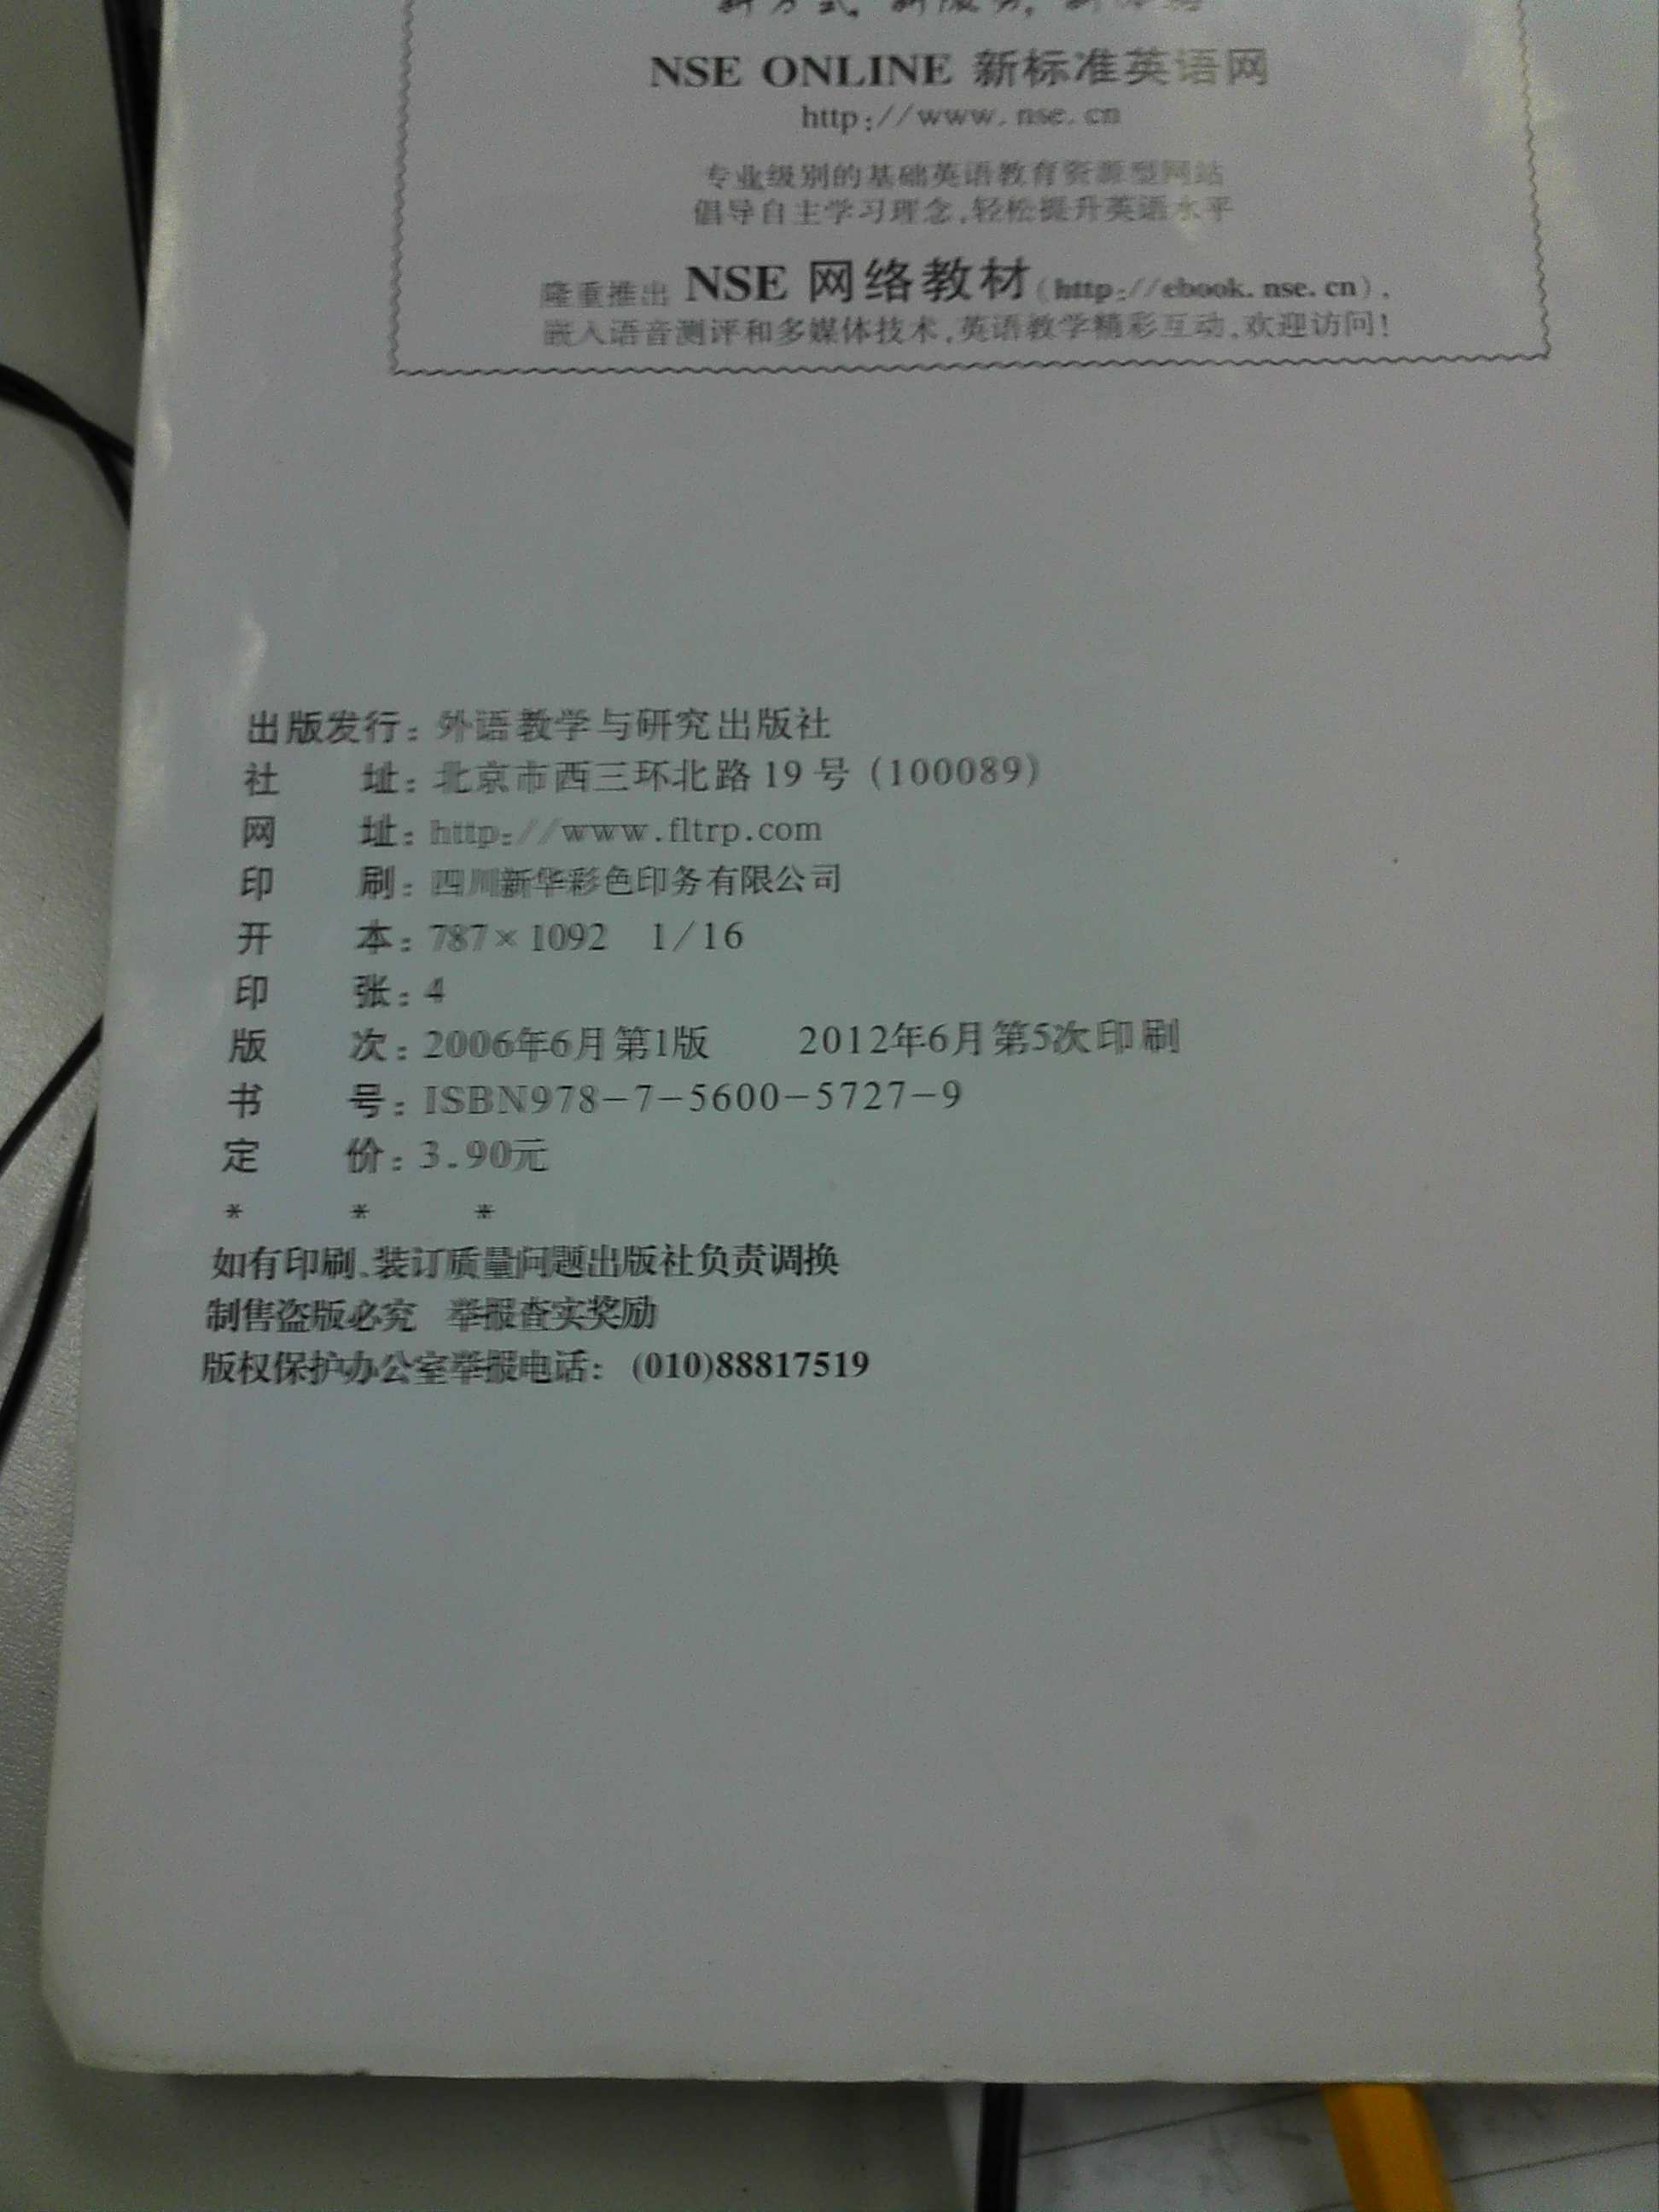 NSE ONLINE 新标准英语网
http://www.nse.cn
专业级别的基础英语教育资源型网站
倡导自主学习理念,轻松提升英语水平
隆重推出 NSE 网络教材(http://ebook.nse.cn),
嵌入语音测评和多媒体技术,英语教学精彩互动,欢迎访问!
出版发行: 外语教学与研究出版社
社 址: 北京市西三环北路 19 号 (100089)
网 址: http://www.fltrp.com
印 刷: 四川新华彩色印务有限公司
开 本: 787×1092 1/16
印 张: 4
版 次: 2006年6月第1版 2012年6月第5次印刷
书 号: ISBN978-7-5600-5727-9
定 价: 3.90元
* * *
如有印刷、装订质量问题出版社负责调换
制售盗版必究 举报查实奖励
版权保护办公室举报电话: (010)88817519